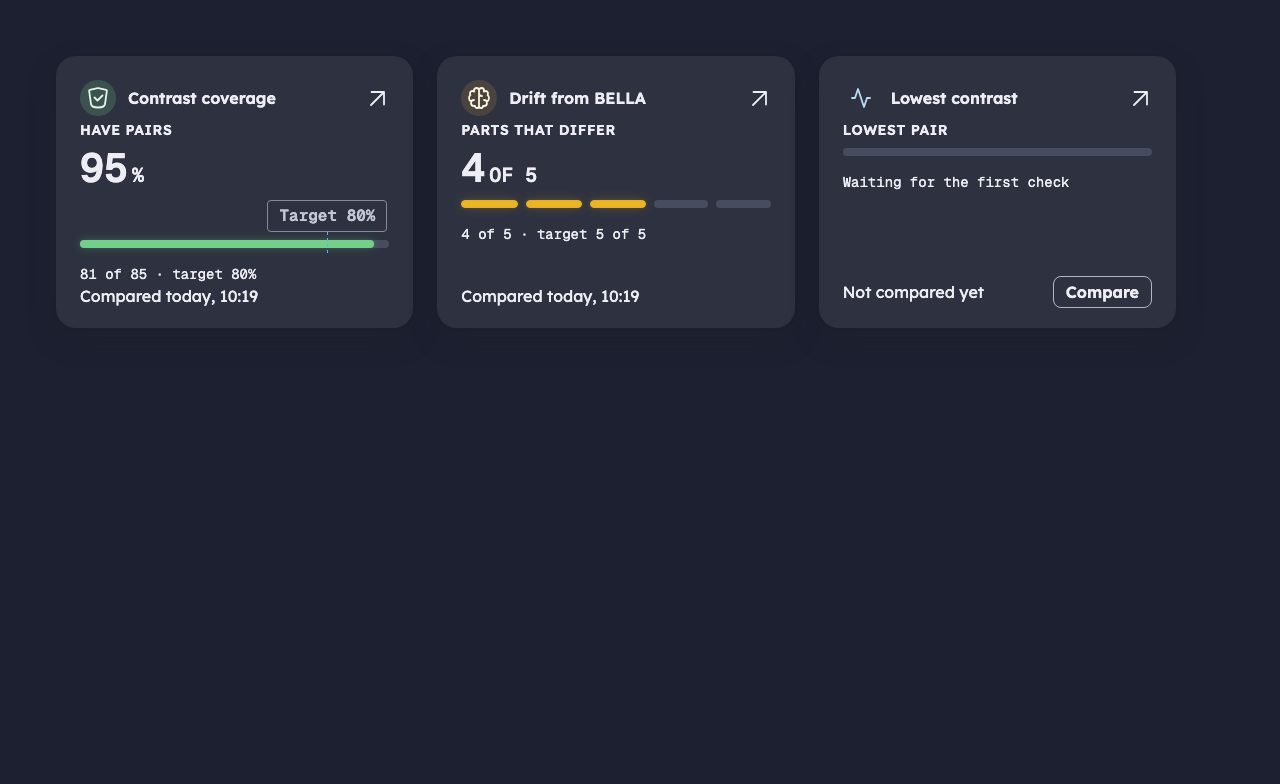 Contrast coverage
HAVE PAIRS
95%
Target 80%
81 of 85 · target 80%
Compared today, 10:19
Drift from BELLA
PARTS THAT DIFFER
4 OF 5
4 of 5 · target 5 of 5
Compared today, 10:19
Lowest contrast
LOWEST PAIR
Waiting for the first check
Not compared yet
Compare